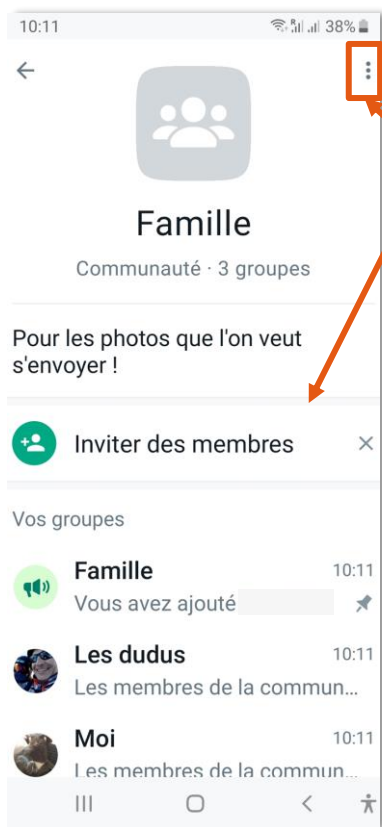 10:11 38%
Famille
Communauté · 3 groupes
Pour les photos que l'on veut
s'envoyer !
Inviter des membres
Vos groupes
Famille 10:11
Vous avez ajouté
Les dudus 10:11
Les membres de la commun...
Moi 10:11
Les membres de la commun...